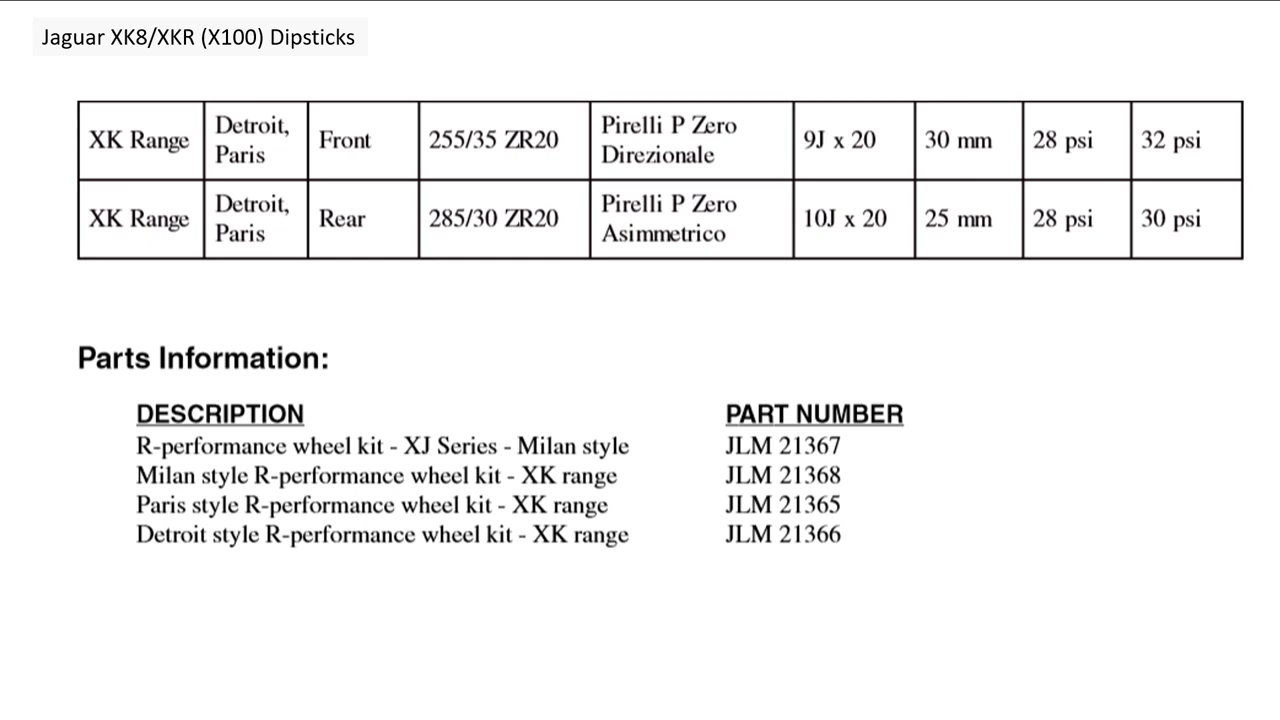 Jaguar XK8/XKR (X100) Dipsticks
XK Range Detroit, Paris Front 255/35 ZR20 Pirelli P Zero Direzionale 9J x 20 30 mm 28 psi 32 psi
XK Range Detroit, Paris Rear 285/30 ZR20 Pirelli P Zero Asimmetrico 10J x 20 25 mm 28 psi 30 psi
Parts Information:
DESCRIPTION PART NUMBER
R-performance wheel kit - XJ Series - Milan style JLM 21367
Milan style R-performance wheel kit - XK range JLM 21368
Paris style R-performance wheel kit - XK range JLM 21365
Detroit style R-performance wheel kit - XK range JLM 21366